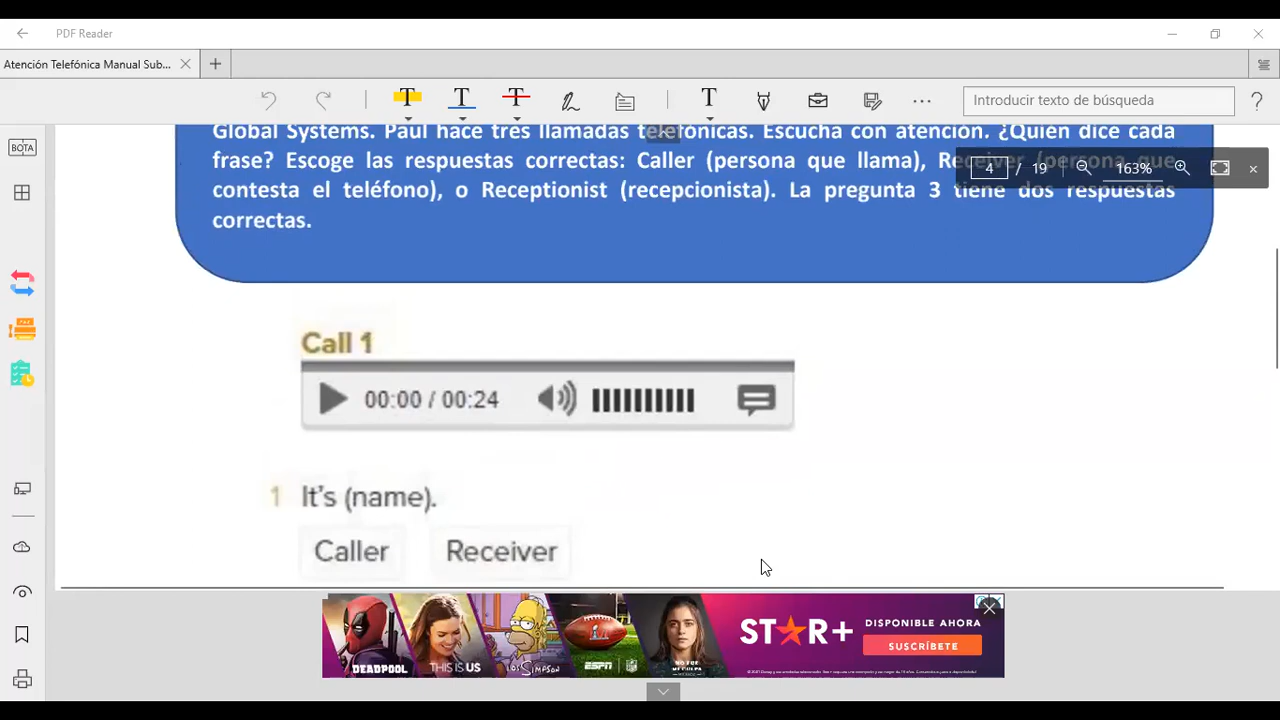 PDF Reader
Atención Telefónica Manual Sub...
Introducir texto de búsqueda
BOTA
4 / 19 163%
Global Systems. Paul hace tres llamadas telefónicas. Escucha con atención. ¿Quién dice cada
frase? Escoge las respuestas correctas: Caller (persona que llama), Receiver (persona que
contesta el teléfono), o Receptionist (recepcionista). La pregunta 3 tiene dos respuestas
correctas.
Call 1
00:00 / 00:24
1 It's (name).
Caller Receiver
DEADPOOL
THIS IS US
LOS SIMPSON
ESPN
NFL
STAR+
DISPONIBLE AHORA
SUSCRÍBETE